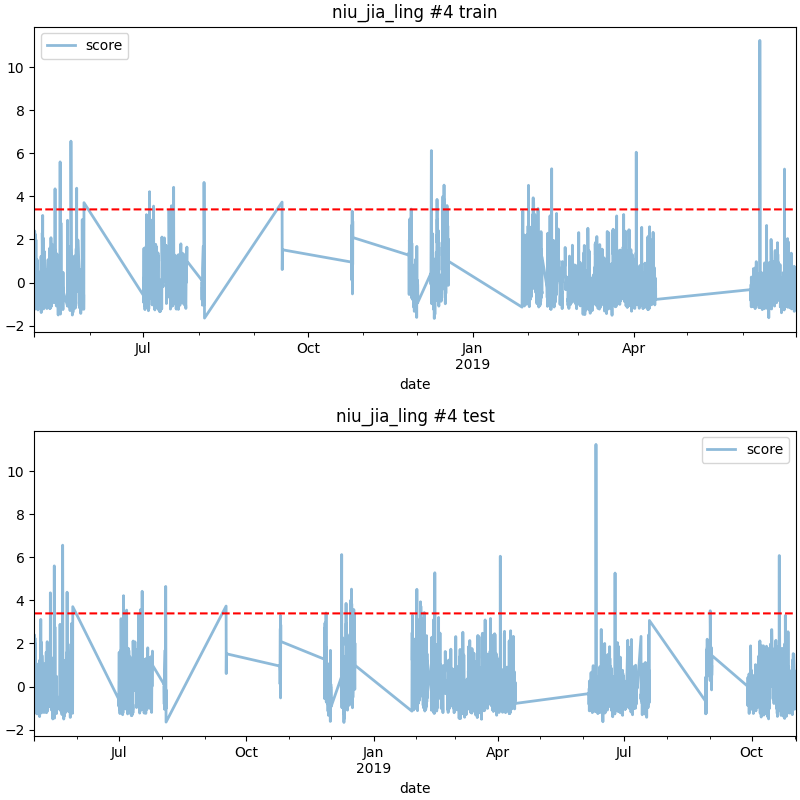 niu_jia_ling #4 train
score
10
8
6
4
2
0
−2
Jul
Oct
Jan
2019
Apr
date
niu_jia_ling #4 test
score
10
8
6
4
2
0
−2
Jul
Oct
Jan
2019
Apr
Jul
Oct
date